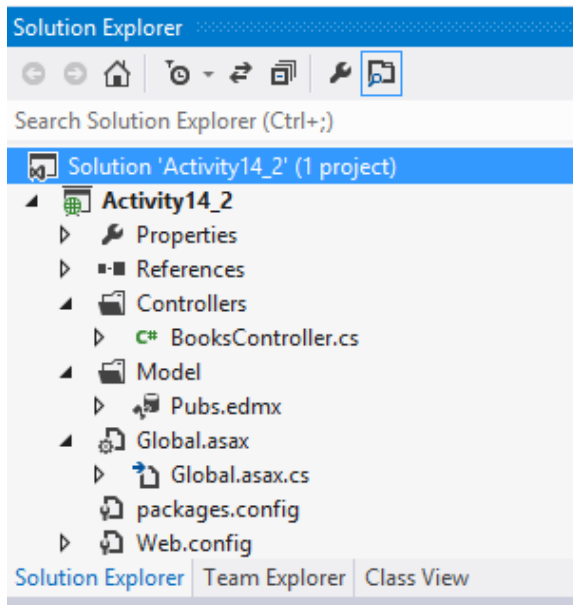 Solution Explorer
Search Solution Explorer (Ctrl+;)
Solution 'Activity14_2' (1 project)
Activity14_2
Properties
References
Controllers
C# BooksController.cs
Model
Pubs.edmx
Global.asax
Global.asax.cs
packages.config
Web.config
Solution Explorer Team Explorer Class View